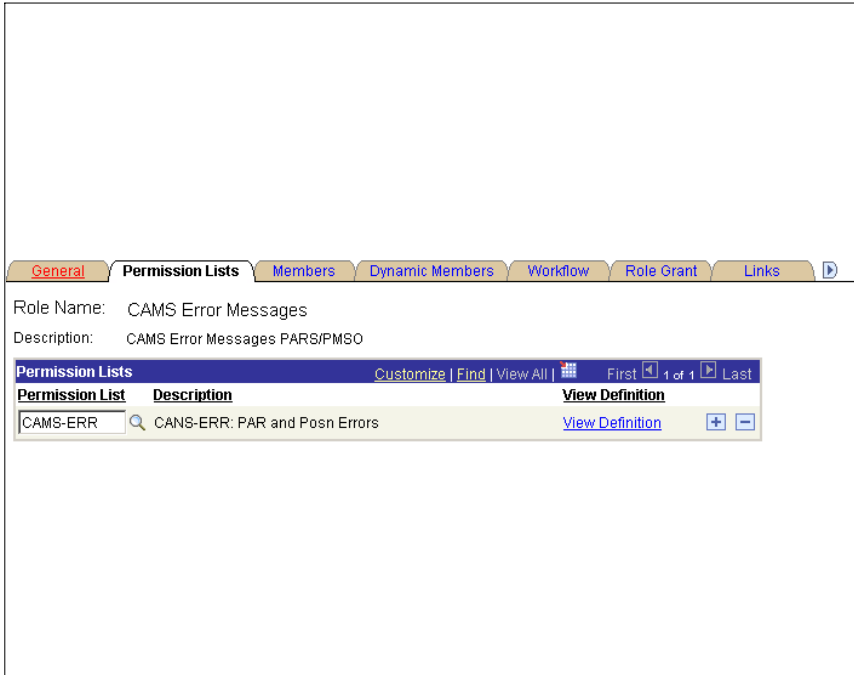 General Permission Lists Members Dynamic Members Workflow Role Grant Links
Role Name: CAMS Error Messages
Description: CAMS Error Messages PARS/PMSO
Permission Lists Customize | Find | View All | First 1 of 1 Last
Permission List Description View Definition
CAMS-ERR CANS-ERR: PAR and Posn Errors View Definition